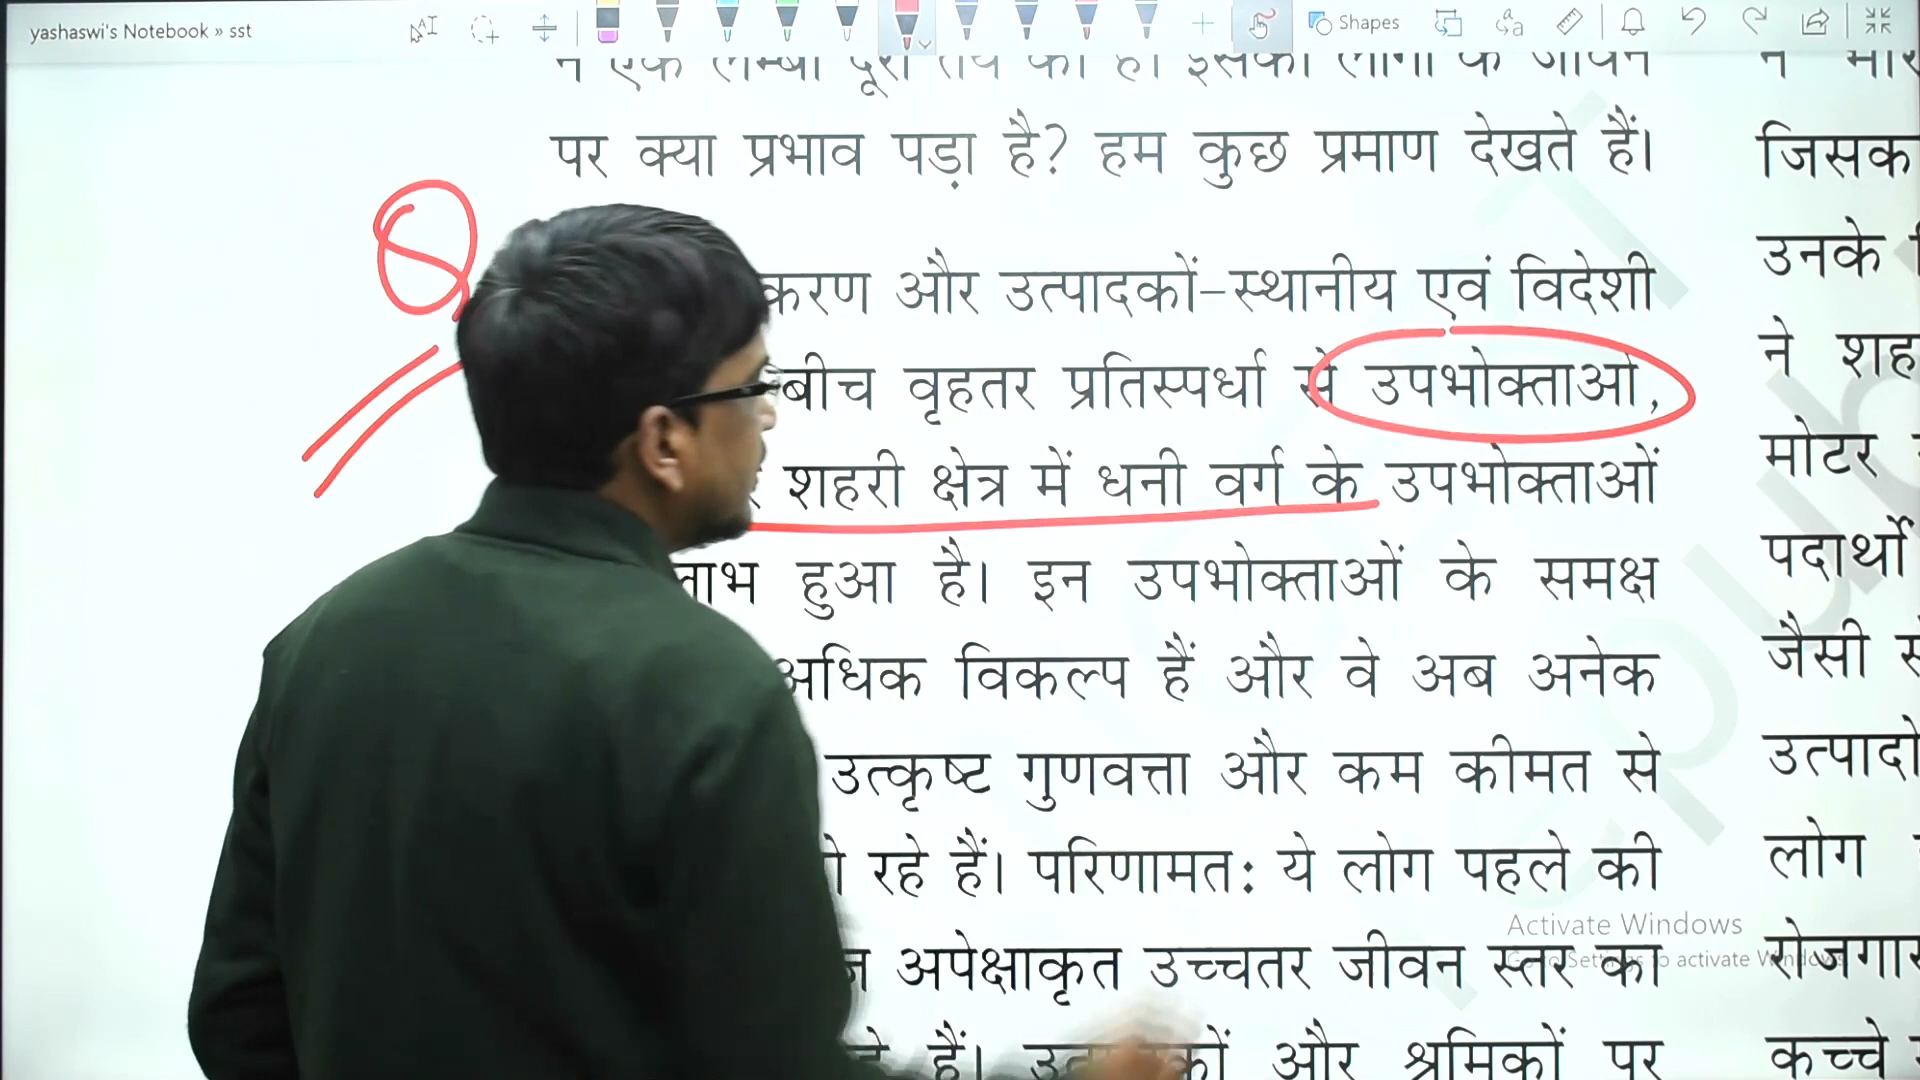 yashaswi's Notebook » sst
Shapes
पर क्या प्रभाव पड़ा है? हम कुछ प्रमाण देखते हैं।
करण और उत्पादकों-स्थानीय एवं विदेशी
बीच वृहतर प्रतिस्पर्धा से उपभोक्ताओं,
शहरी क्षेत्र में धनी वर्ग के उपभोक्ताओं
हुआ है। इन उपभोक्ताओं के समक्ष
अधिक विकल्प हैं और वे अब अनेक
उत्कृष्ट गुणवत्ता और कम कीमत से
रहे हैं। परिणामतः ये लोग पहले की
अपेक्षाकृत उच्चतर जीवन स्तर का
हैं। और श्रमिकों पर
जिसक
उनके
ने शह
मोटर
पदार्थों
जैसी
उत्पादो
लोग
रोजगार
कच्चे
Activate Windows